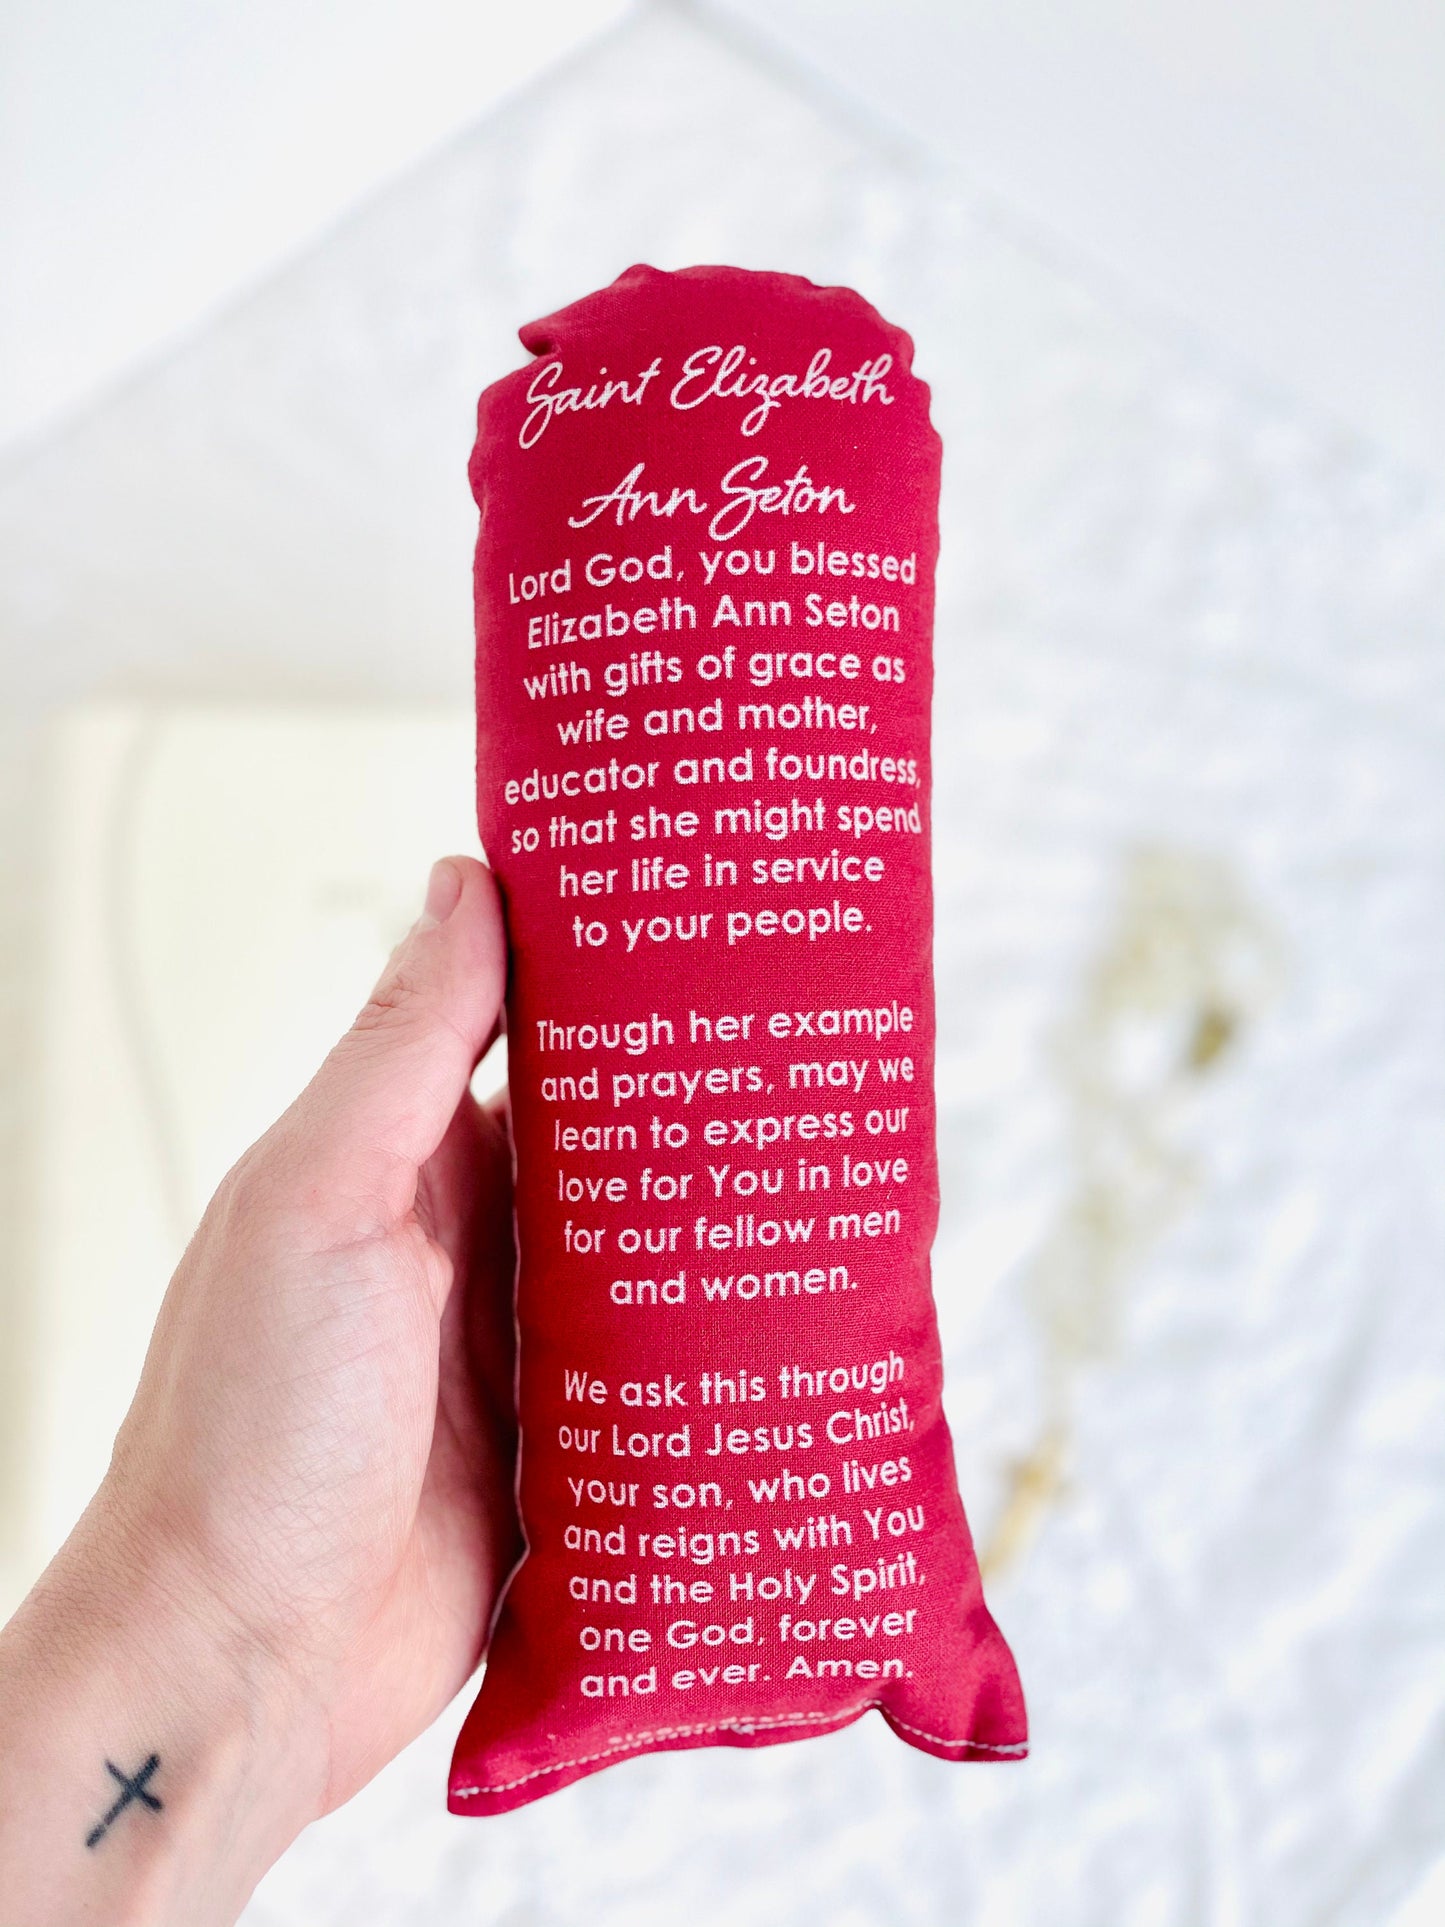 Saint Elizabeth
Ann Seton
Lord God, you blessed
Elizabeth Ann Seton
with gifts of grace as
wife and mother,
educator and foundress,
so that she might spend
her life in service
to your people.
Through her example
and prayers, may we
learn to express our
love for You in love
for our fellow men
and women.
We ask this through
our Lord Jesus Christ,
your son, who lives
and reigns with You
and the Holy Spirit,
one God, forever
and ever. Amen.